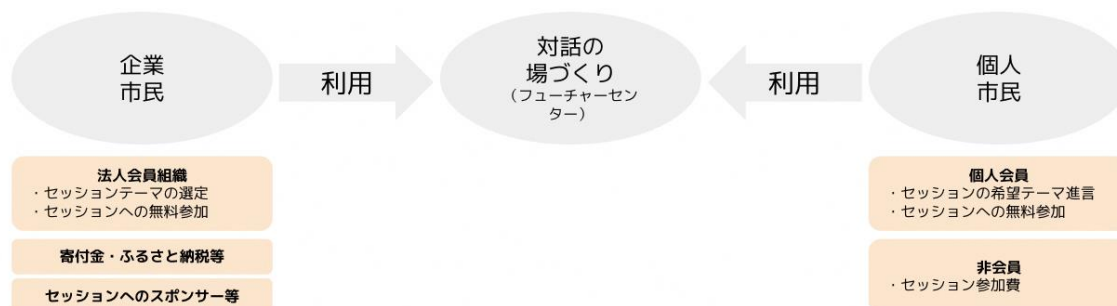 企業
市民
利用
対話の
場づくり
（フューチャーセン
ター）
利用
個人
市民
法人会員組織
・セッションテーマの選定
・セッションへの無料参加
寄付金・ふるさと納税等
セッションへのスポンサー等
個人会員
・セッションの希望テーマ進言
・セッションへの無料参加
非会員
・セッション参加費